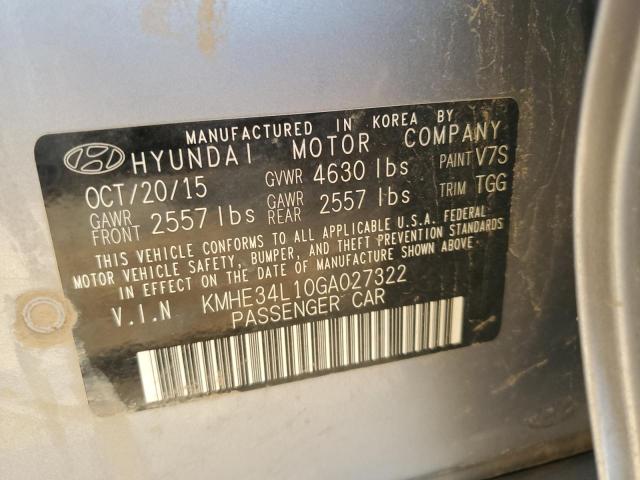 MANUFACTURED IN KOREA BY
HYUNDAI MOTOR COMPANY
OCT/20/15 GVWR 4630 lbs PAINT V7S
GAWR FRONT 2557 lbs GAWR REAR 2557 lbs TRIM TGG
THIS VEHICLE CONFORMS TO ALL APPLICABLE U.S.A. FEDERAL
MOTOR VEHICLE SAFETY, BUMPER, AND THEFT PREVENTION STANDARDS
IN EFFECT ON THE DATE OF MANUFACTURE SHOWN ABOVE.
V.I.N KMHE34L10GA027322
PASSENGER CAR